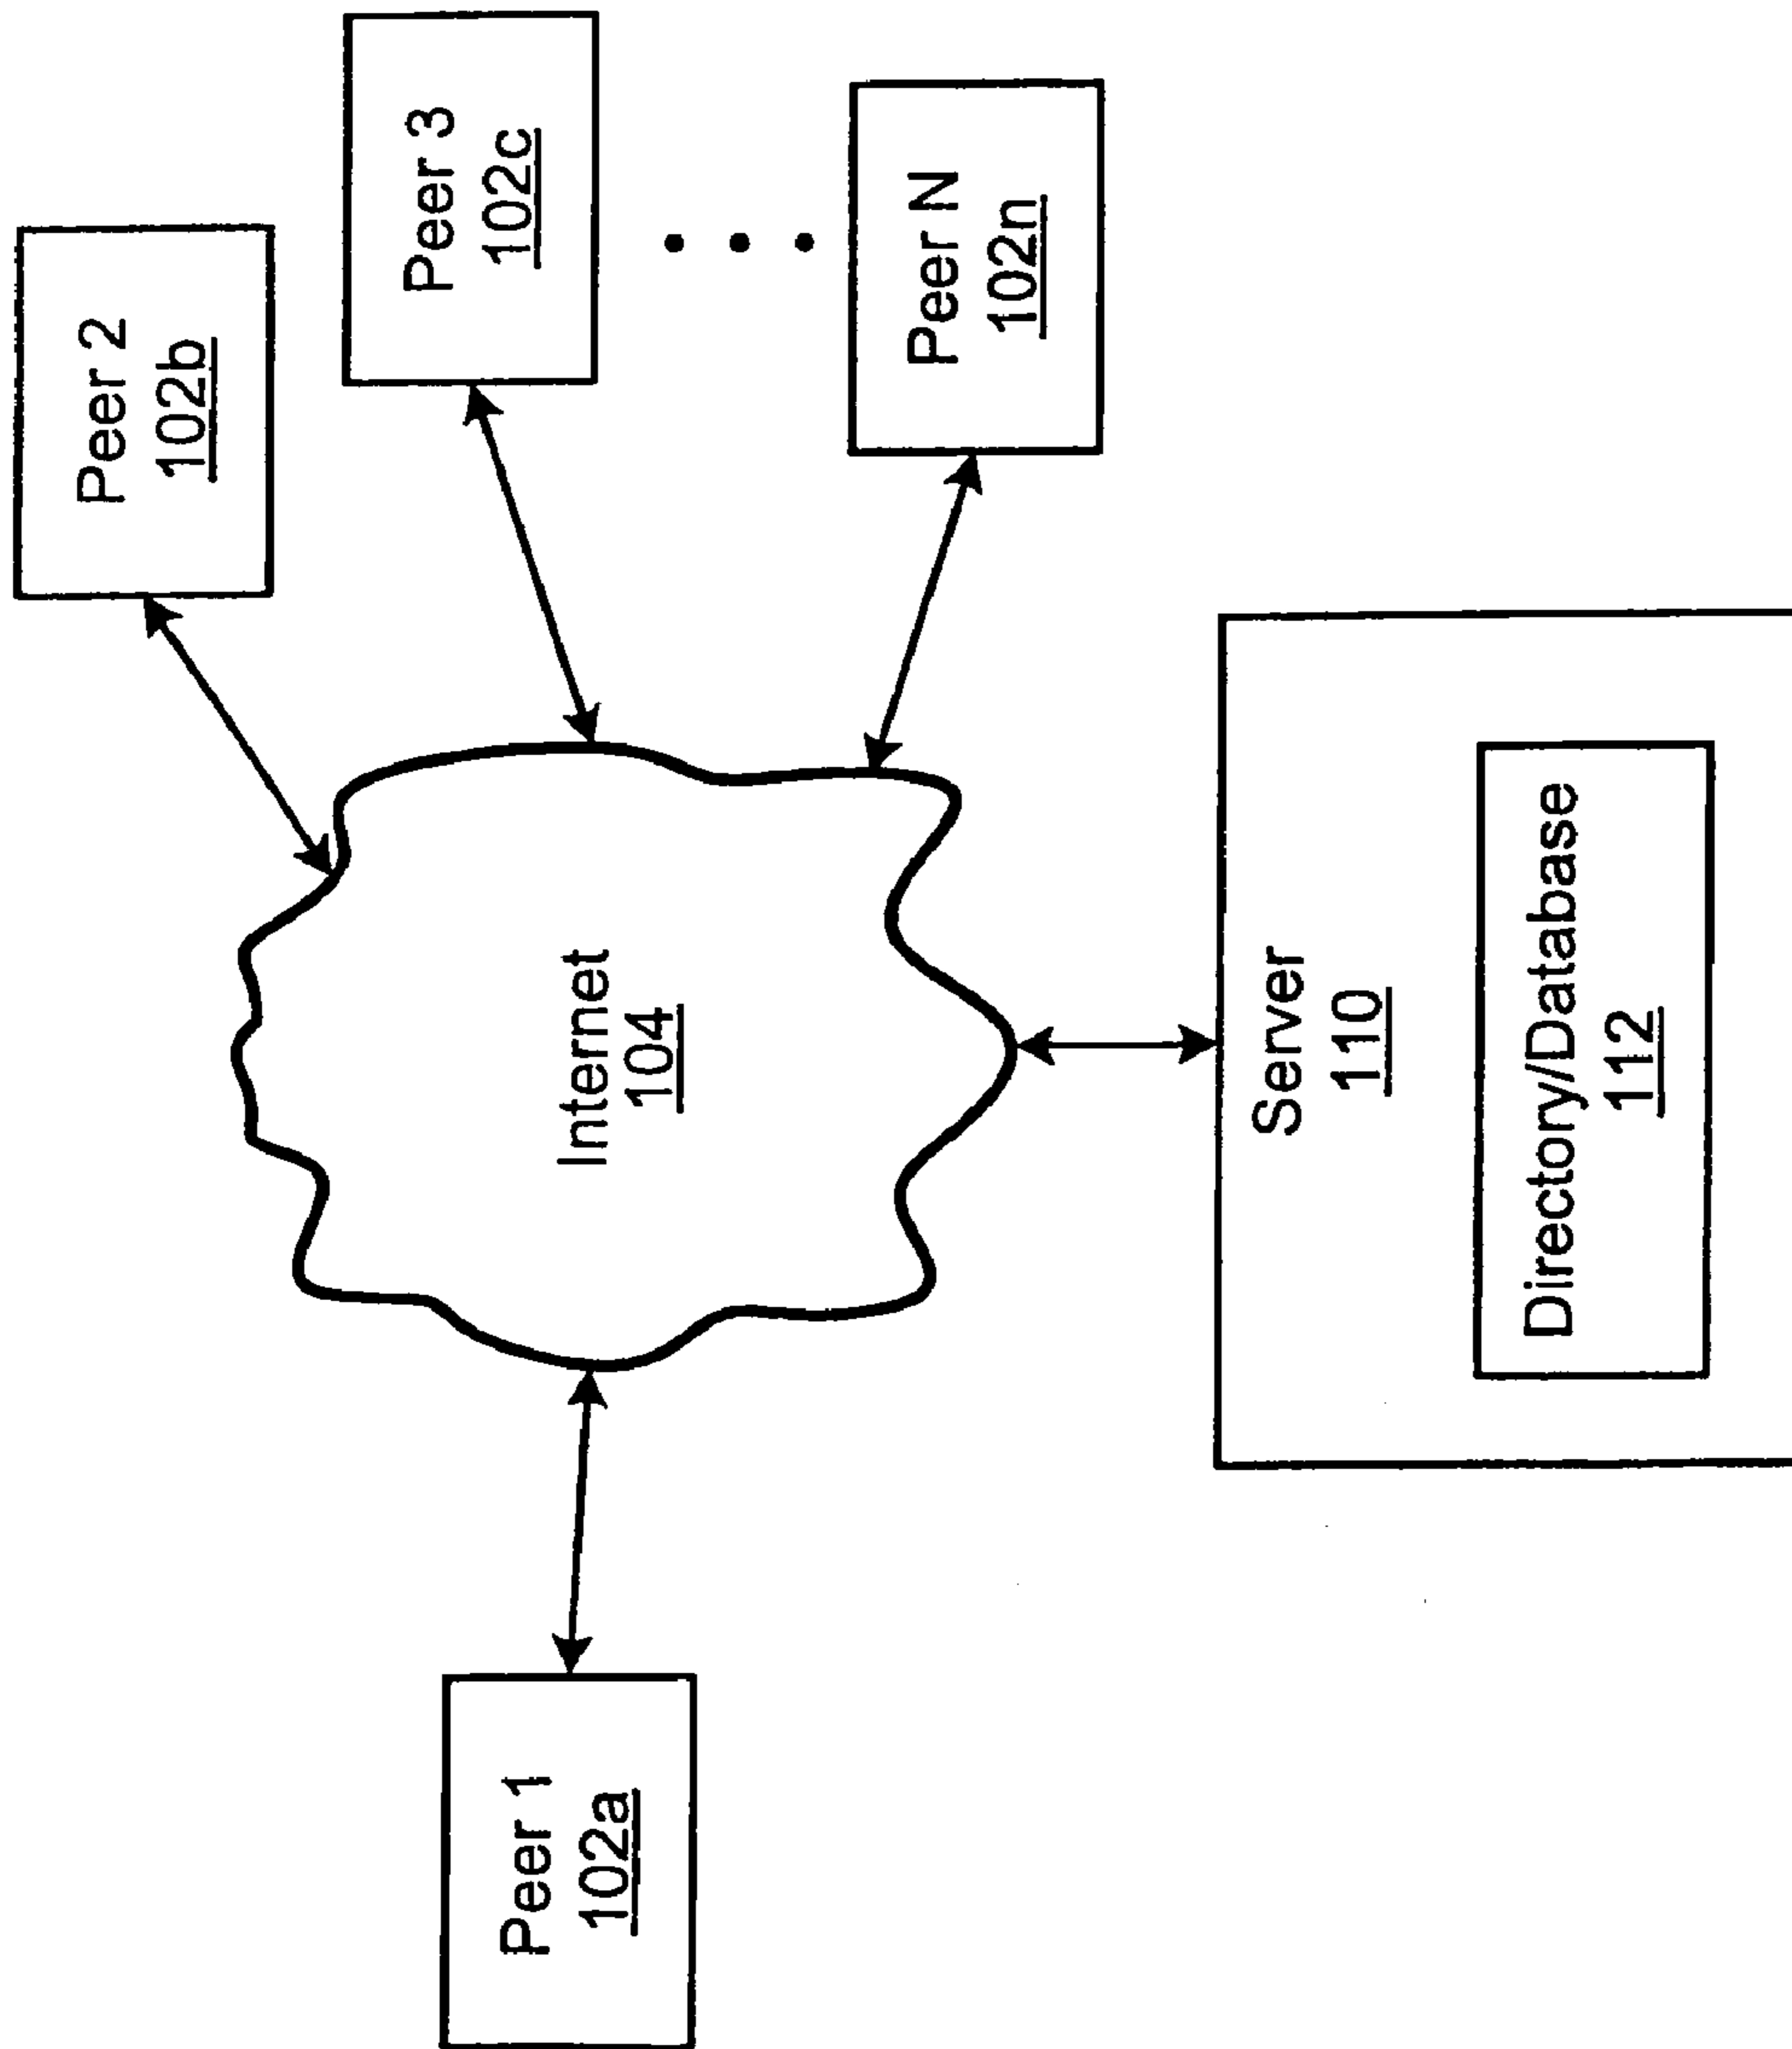 Peer 1
102a
Internet
104
Peer 2
102b
Peer 3
102c
Peer N
102n
Server
110
Directory/Database
112